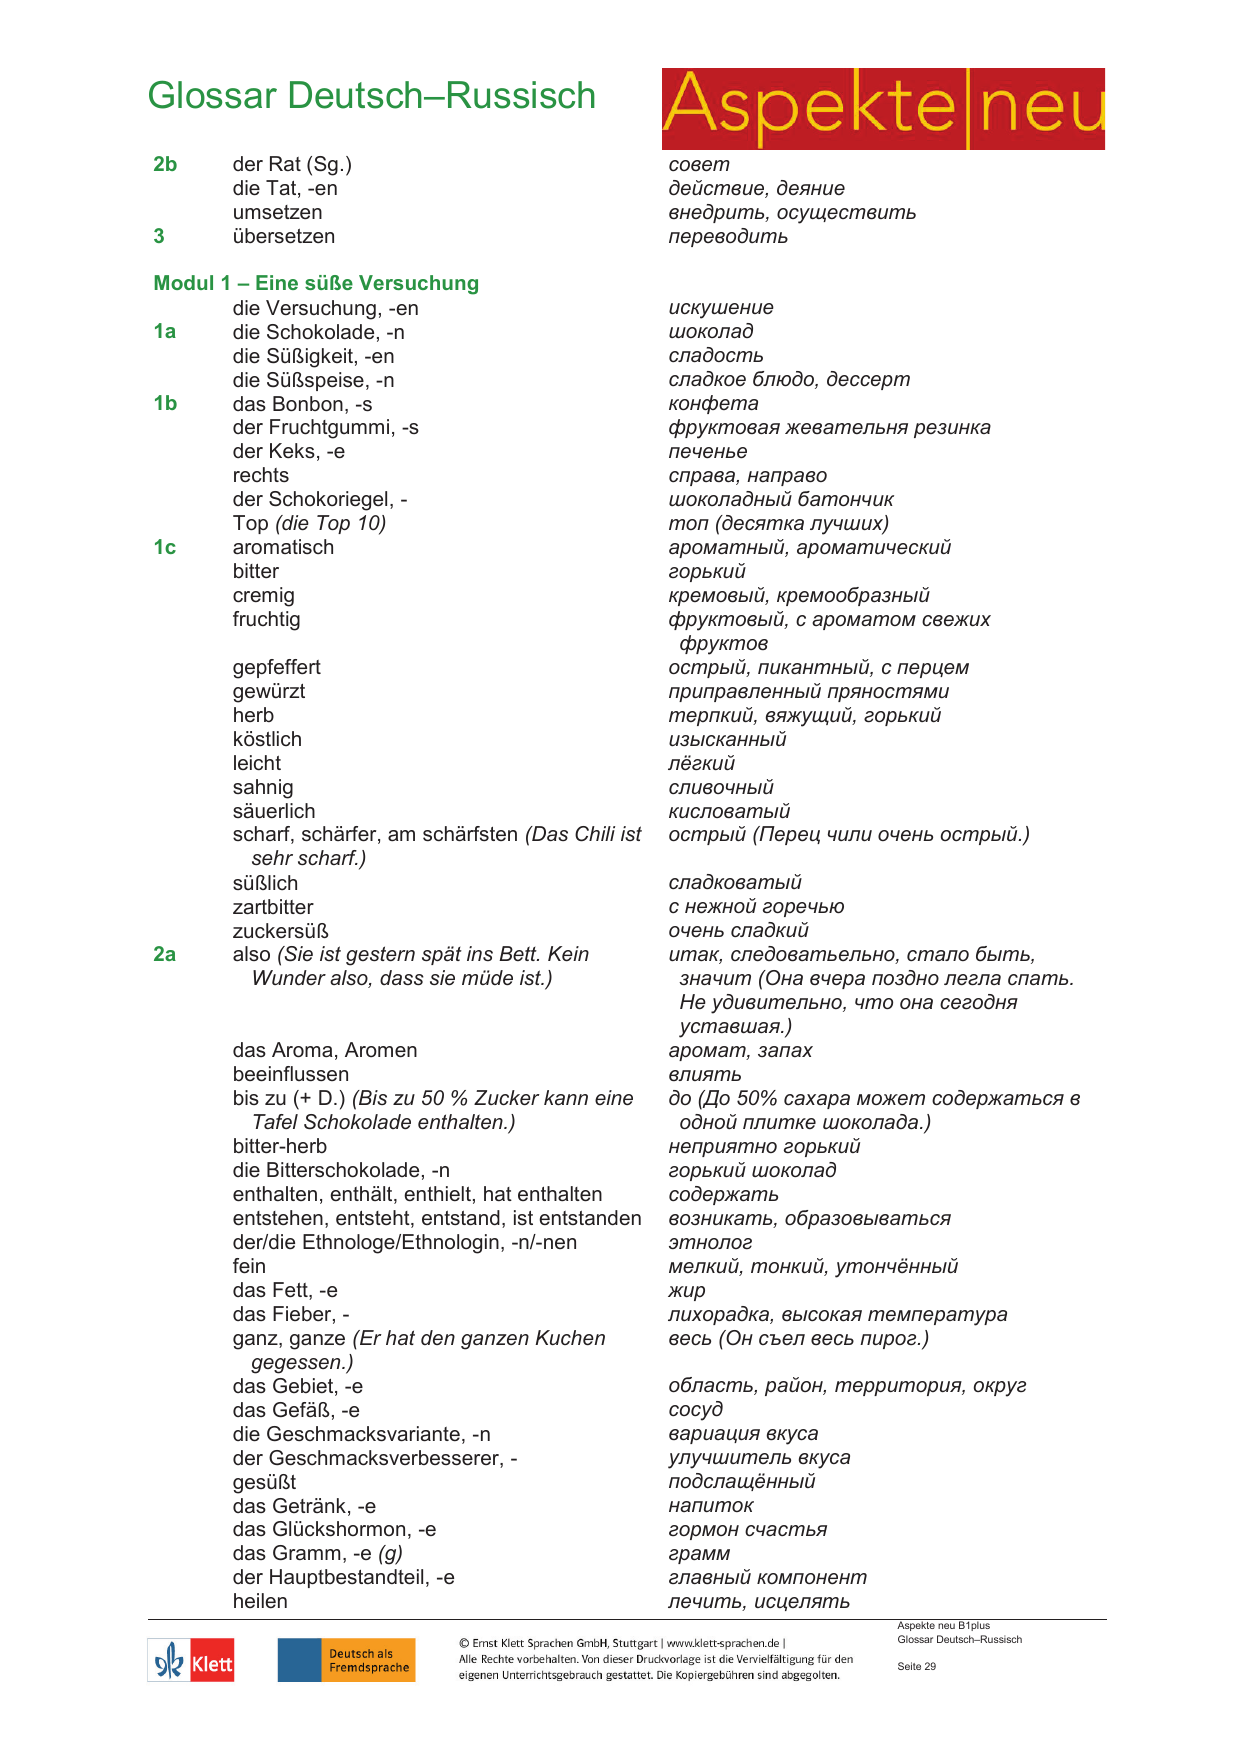 Glossar Deutsch–Russisch
Aspekte|neu
2b der Rat (Sg.) совет
die Tat, -en действие, деяние
umsetzen внедрить, осуществить
3 übersetzen переводить
Modul 1 – Eine süße Versuchung
die Versuchung, -en искушение
1a die Schokolade, -n шоколад
die Süßigkeit, -en сладость
die Süßspeise, -n сладкое блюдо, дессерт
1b das Bonbon, -s конфета
der Fruchtgummi, -s фруктовая жевательня резинка
der Keks, -e печенье
rechts справа, направо
der Schokoriegel, - шоколадный батончик
Top (die Top 10) топ (десятка лучших)
1c aromatisch ароматный, ароматический
bitter горький
cremig кремовый, кремообразный
fruchtig фруктовый, с ароматом свежих
фруктов
gepfeffert острый, пикантный, с перцем
gewürzt приправленный пряностями
herb терпкий, вяжущий, горький
köstlich изысканный
leicht лёгкий
sahnig сливочный
säuerlich кисловатый
scharf, schärfer, am schärfsten (Das Chili ist острый (Перец чили очень острый.)
sehr scharf.)
süßlich сладковатый
zartbitter с нежной горечью
zuckersüß очень сладкий
2a also (Sie ist gestern spät ins Bett. Kein итак, следоватьельно, стало быть,
Wunder also, dass sie müde ist.) значит (Она вчера поздно легла спать.
Не удивительно, что она сегодня
уставшая.)
das Aroma, Aromen аромат, запах
beeinflussen влиять
bis zu (+ D.) (Bis zu 50 % Zucker kann eine до (До 50% сахара может содержаться в
Tafel Schokolade enthalten.) одной плитке шоколада.)
bitter-herb неприятно горький
die Bitterschokolade, -n горький шоколад
enthalten, enthält, enthielt, hat enthalten содержать
entstehen, entsteht, entstand, ist entstanden возникать, образовываться
der/die Ethnologe/Ethnologin, -n/-nen этнолог
fein мелкий, тонкий, утончённый
das Fett, -e жир
das Fieber, - лихорадка, высокая температура
ganz, ganze (Er hat den ganzen Kuchen весь (Он съел весь пирог.)
gegessen.)
das Gebiet, -e область, район, территория, округ
das Gefäß, -e сосуд
die Geschmacksvariante, -n вариация вкуса
der Geschmacksverbesserer, - улучшитель вкуса
gesüßt подслащённый
das Getränk, -e напиток
das Glückshormon, -e гормон счастья
das Gramm, -e (g) грамм
der Hauptbestandteil, -e главный компонент
heilen лечить, исцелять
Klett
Deutsch als
Fremdsprache
© Ernst Klett Sprachen GmbH, Stuttgart | www.klett-sprachen.de |
Alle Rechte vorbehalten. Von dieser Druckvorlage ist die Vervielfältigung für den
eigenen Unterrichtsgebrauch gestattet. Die Kopiergebühren sind abgegolten.
Aspekte neu B1plus
Glossar Deutsch–Russisch
Seite 29